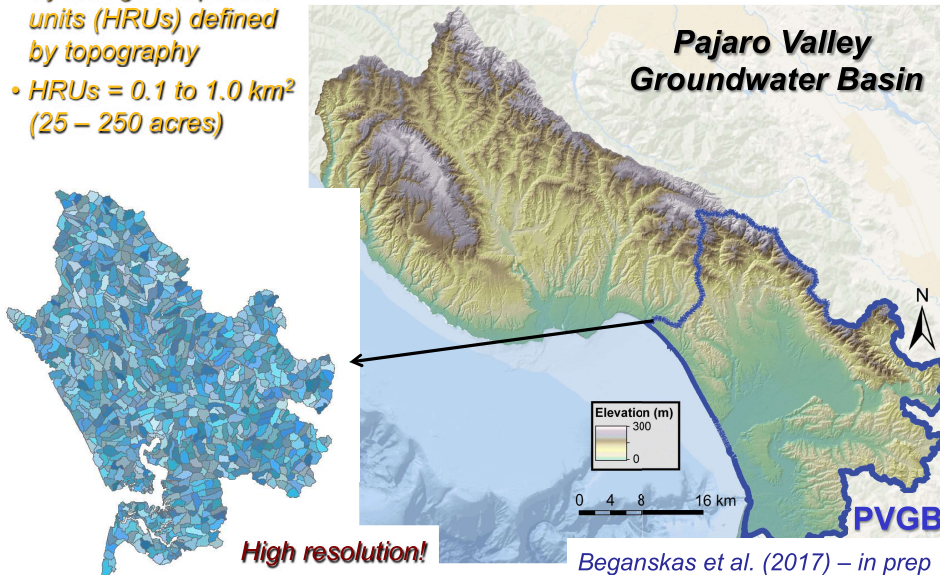 units (HRUs) defined
by topography
• HRUs = 0.1 to 1.0 km²
(25 – 250 acres)
Pajaro Valley
Groundwater Basin
N
Elevation (m)
300
0
0 4 8 16 km
PVGB
High resolution!
Beganskas et al. (2017) – in prep